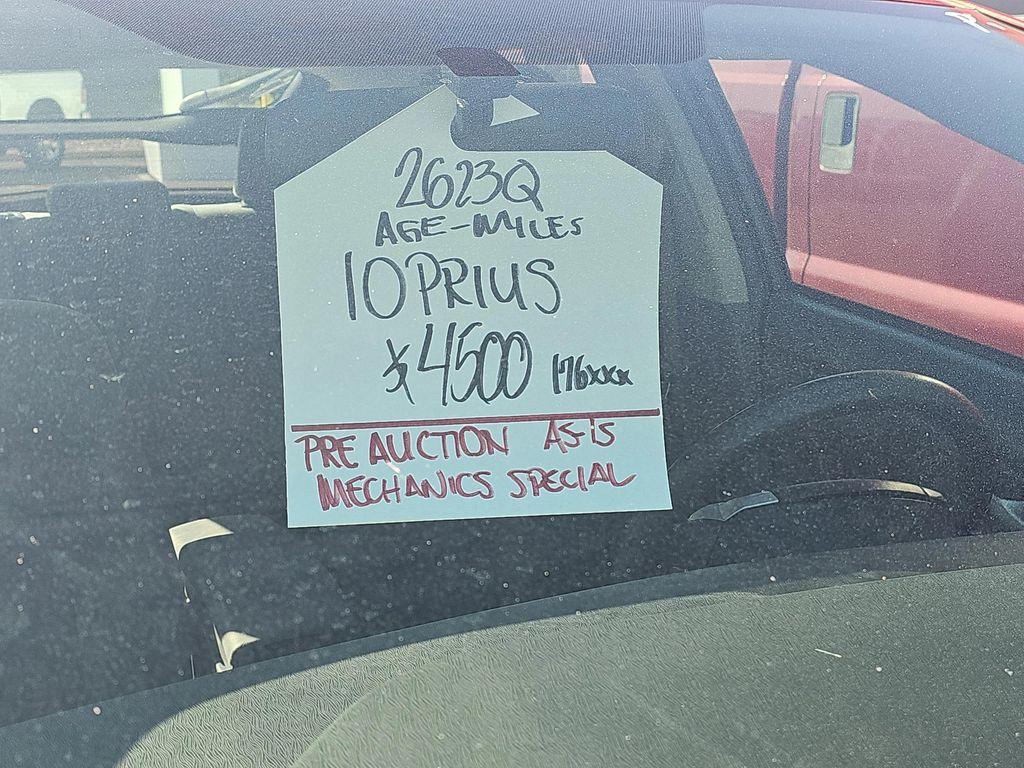 2623Q
AGE-MILES
10 PRIUS
$4500 176xxx
PRE AUCTION AS-IS
MECHANICS SPECIAL